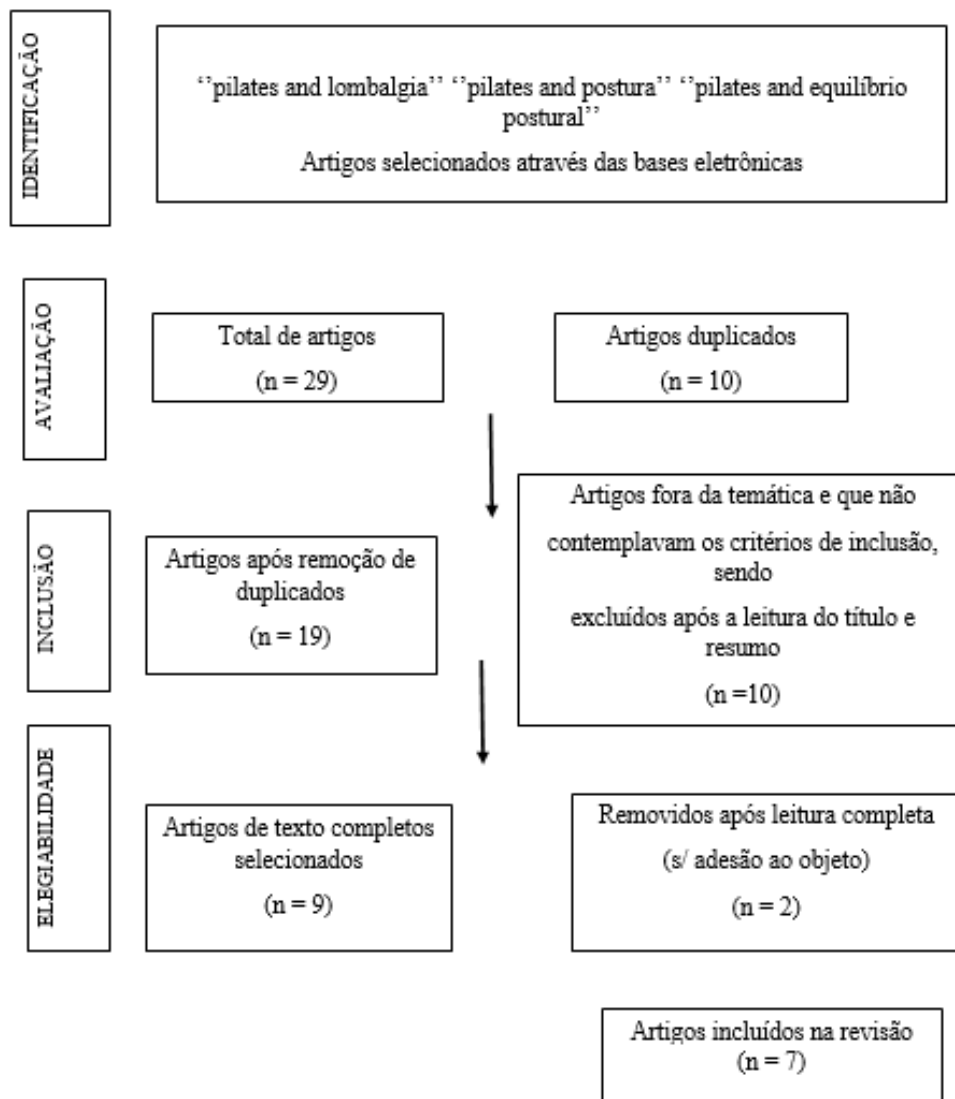 IDENTIFICAÇÃO
‘’pilates and lombalgia’’ ‘’pilates and postura’’ ‘’pilates and equilíbrio
postural’’
Artigos selecionados através das bases eletrônicas
AVALIAÇÃO
Total de artigos
(n = 29)
Artigos duplicados
(n = 10)
INCLUSÃO
Artigos após remoção de
duplicados
(n = 19)
Artigos fora da temática e que não
contemplavam os critérios de inclusão,
sendo
excluídos após a leitura do título e
resumo
(n =10)
ELEGIABILIDADE
Artigos de texto completos
selecionados
(n = 9)
Removidos após leitura completa
(s/ adesão ao objeto)
(n = 2)
Artigos incluídos na revisão
(n = 7)